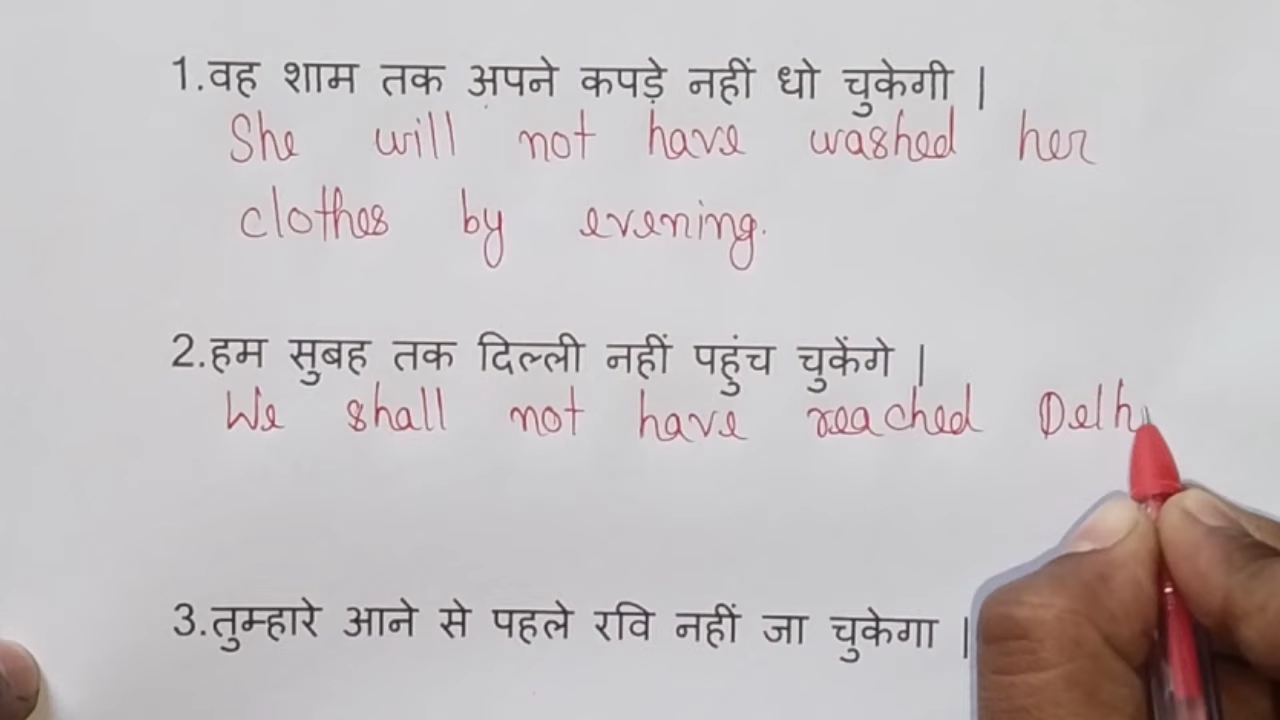 1.वह शाम तक अपने कपड़े नहीं धो चुकेगी |
She will not have washed her
clothes by evening.
2.हम सुबह तक दिल्ली नहीं पहुंच चुकेंगे |
We shall not have reached Delh
3.तुम्हारे आने से पहले रवि नहीं जा चुकेगा |